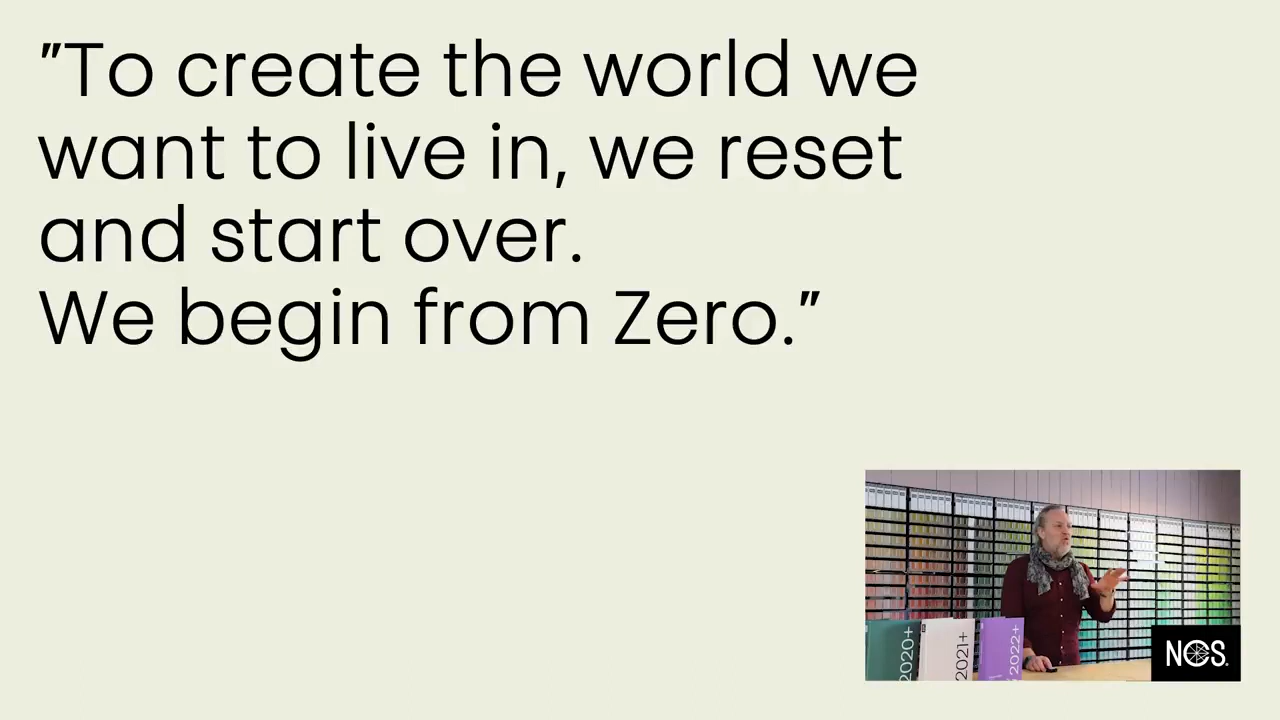 "To create the world we
want to live in, we reset
and start over.
We begin from Zero."
2020+
2021+
2022+
NCS